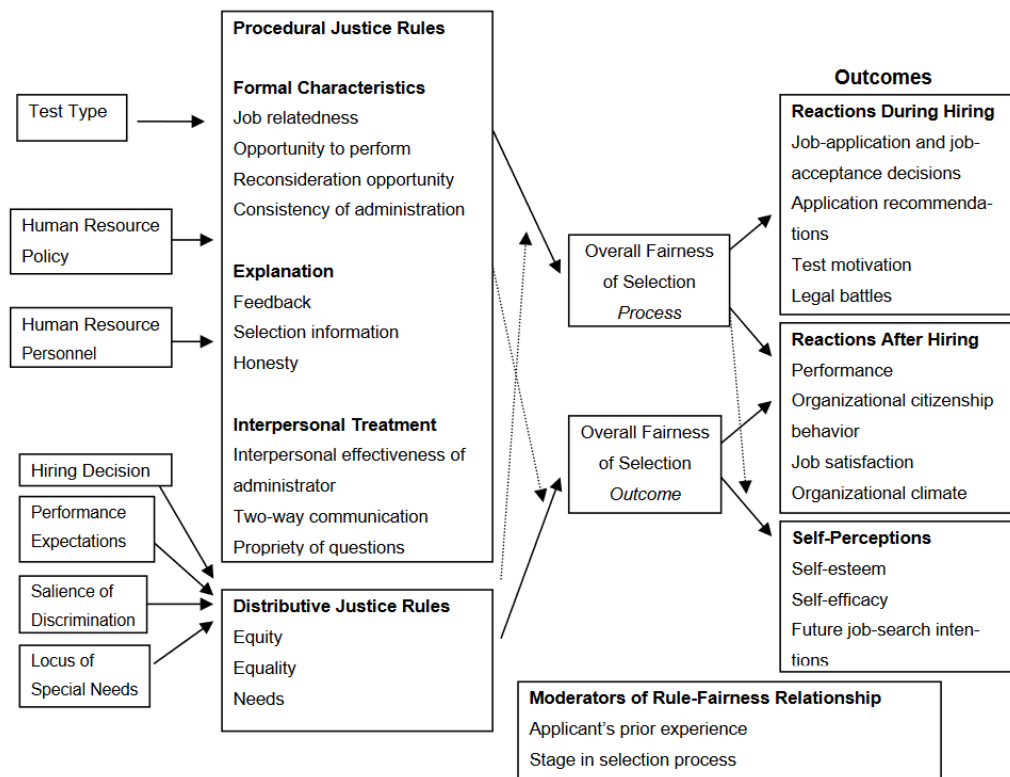 Test Type
Human Resource
Policy
Human Resource
Personnel
Hiring Decision
Performance
Expectations
Salience of
Discrimination
Locus of
Special Needs
Procedural Justice Rules
Formal Characteristics
Job relatedness
Opportunity to perform
Reconsideration opportunity
Consistency of administration
Explanation
Feedback
Selection information
Honesty
Interpersonal Treatment
Interpersonal effectiveness of
administrator
Two-way communication
Propriety of questions
Distributive Justice Rules
Equity
Equality
Needs
Overall Fairness
of Selection
Process
Overall Fairness
of Selection
Outcome
Outcomes
Reactions During Hiring
Job-application and job-
acceptance decisions
Application recommenda-
tions
Test motivation
Legal battles
Reactions After Hiring
Performance
Organizational citizenship
behavior
Job satisfaction
Organizational climate
Self-Perceptions
Self-esteem
Self-efficacy
Future job-search inten-
tions
Moderators of Rule-Fairness Relationship
Applicant’s prior experience
Stage in selection process